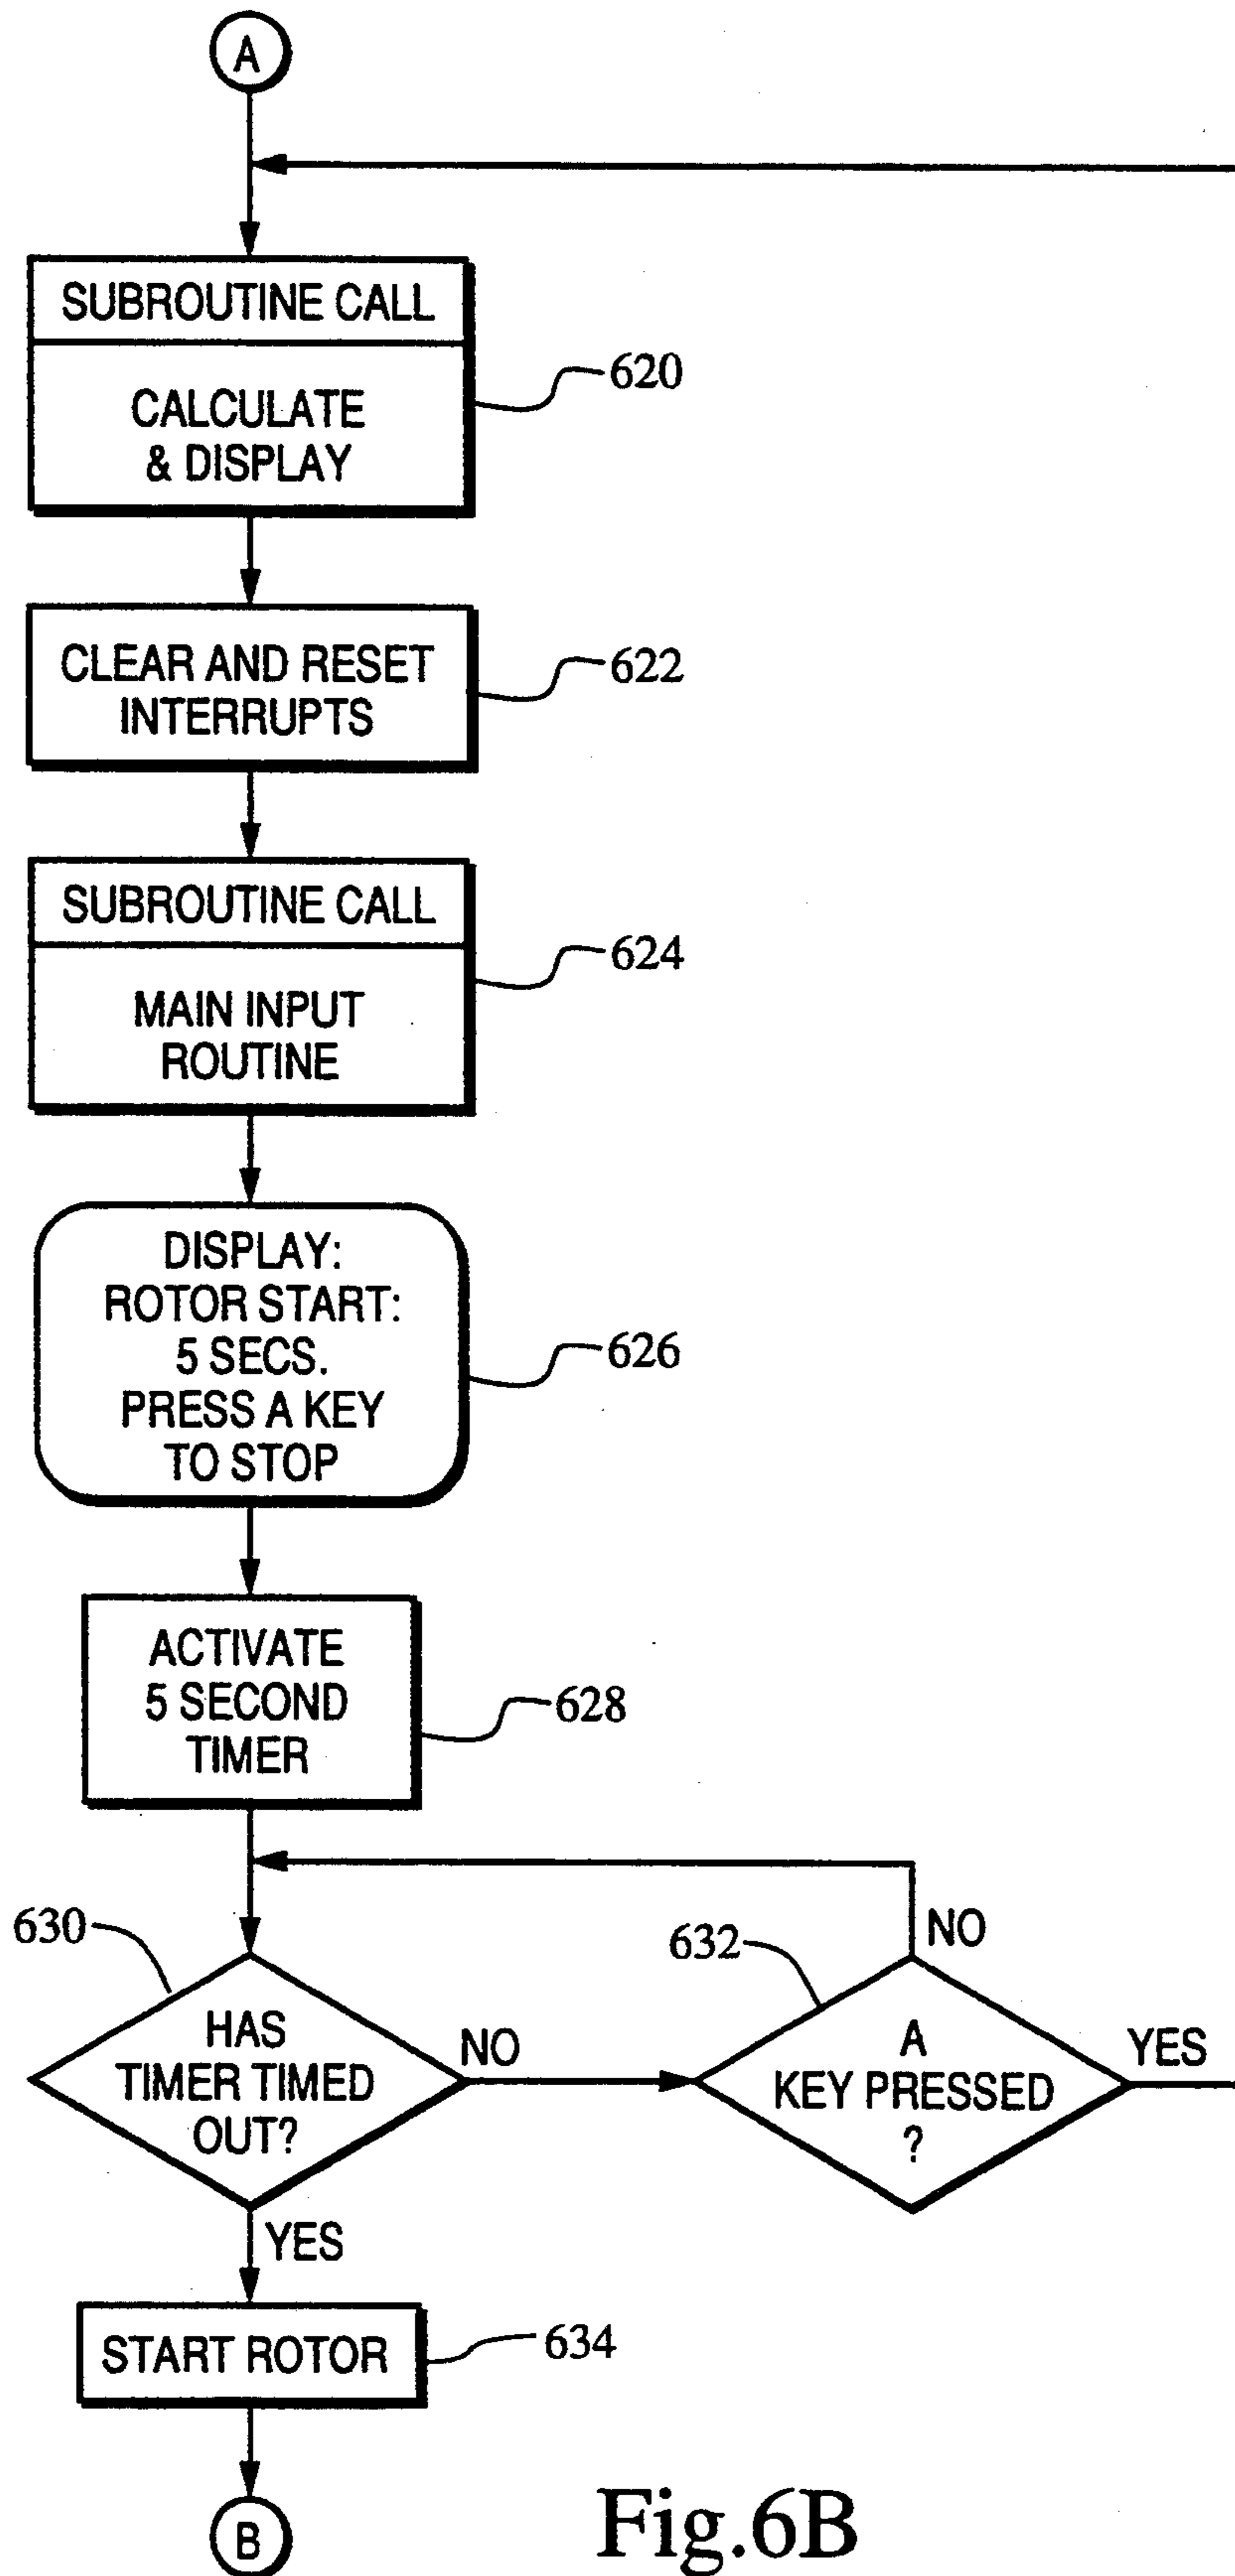 A
SUBROUTINE CALL
CALCULATE
& DISPLAY
620
CLEAR AND RESET
INTERRUPTS
622
SUBROUTINE CALL
624
MAIN INPUT
ROUTINE
DISPLAY:
ROTOR START:
5 SECS.
PRESS A KEY
TO STOP
626
ACTIVATE
5 SECOND
TIMER
628
630
HAS
TIMER TIMED
OUT?
NO
632
NO
A
KEY PRESSED
?
YES
YES
START ROTOR
634
B
Fig.6B